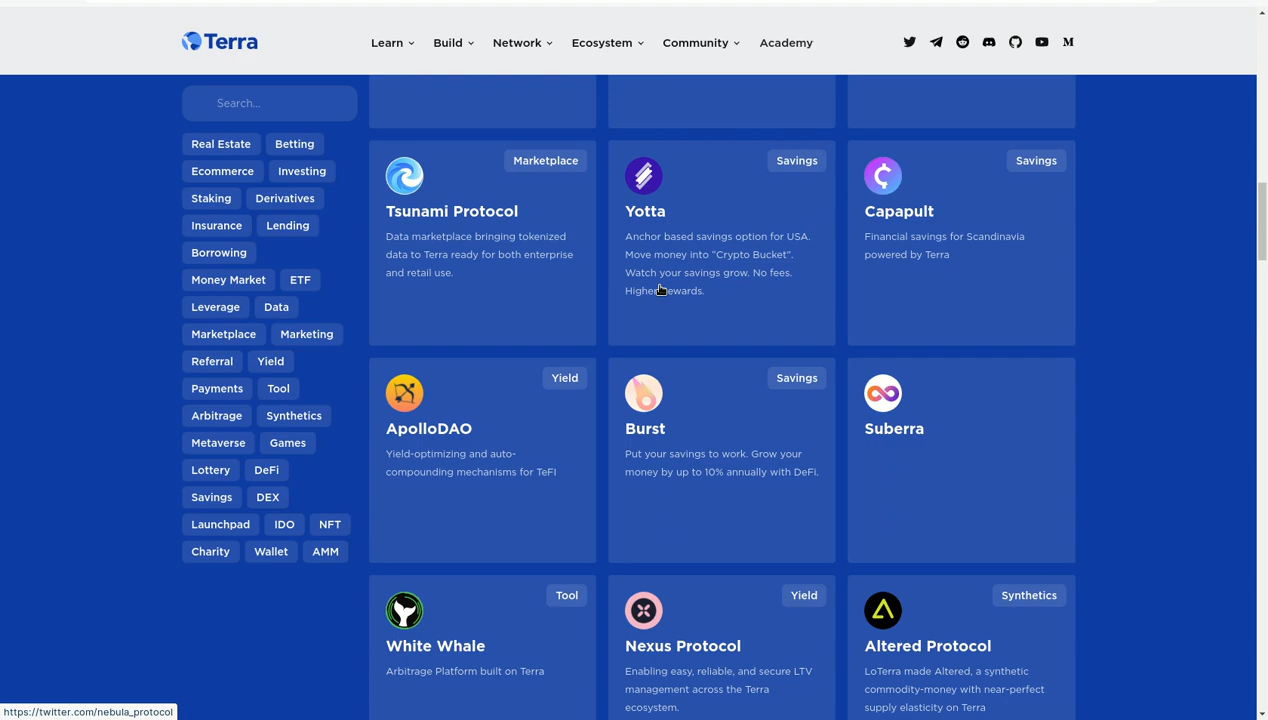 Terra
Learn
Build
Network
Ecosystem
Community
Academy
M
Search...
Real Estate
Betting
Ecommerce
Investing
Staking
Derivatives
Insurance
Lending
Borrowing
Money Market
ETF
Leverage
Data
Marketplace
Marketing
Referral
Yield
Payments
Tool
Arbitrage
Synthetics
Metaverse
Games
Lottery
DeFi
Savings
DEX
Launchpad
IDO
NFT
Charity
Wallet
AMM
Marketplace
Tsunami Protocol
Data marketplace bringing tokenized
data to Terra ready for both enterprise
and retail use.
Savings
Yotta
Anchor based savings option for USA.
Move money into "Crypto Bucket".
Watch your savings grow. No fees.
Higher rewards.
Savings
Capapult
Financial savings for Scandinavia
powered by Terra
Yield
ApolloDAO
Yield-optimizing and auto-
compounding mechanisms for TeFI
Savings
Burst
Put your savings to work. Grow your
money by up to 10% annually with DeFi.
Suberra
Tool
White Whale
Arbitrage Platform built on Terra
Yield
Nexus Protocol
Enabling easy, reliable, and secure LTV
management across the Terra
ecosystem.
Synthetics
Altered Protocol
LoTerra made Altered, a synthetic
commodity-money with near-perfect
supply elasticity on Terra
https://twitter.com/nebula_protocol